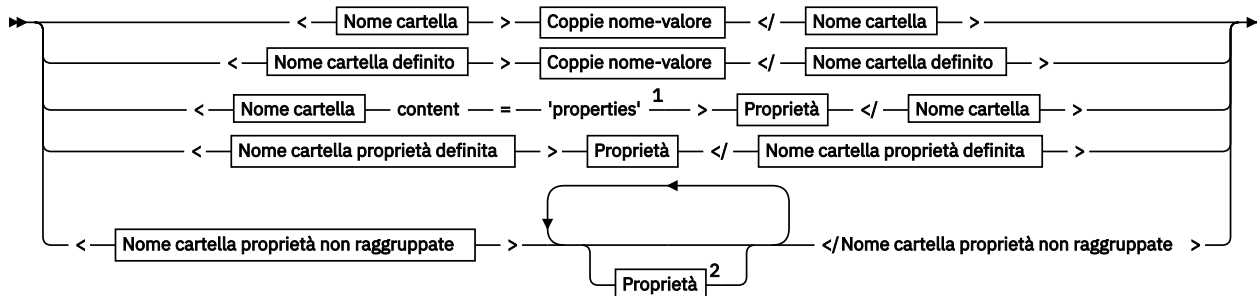 < Nome cartella > Coppie nome-valore </ Nome cartella >
< Nome cartella definito > Coppie nome-valore </ Nome cartella definito >
< Nome cartella content = 'properties' 1 > Proprietà </ Nome cartella >
< Nome cartella proprietà definita > Proprietà </ Nome cartella proprietà definita >
< Nome cartella proprietà non raggruppate > </Nome cartella proprietà non raggruppate >
Proprietà 2